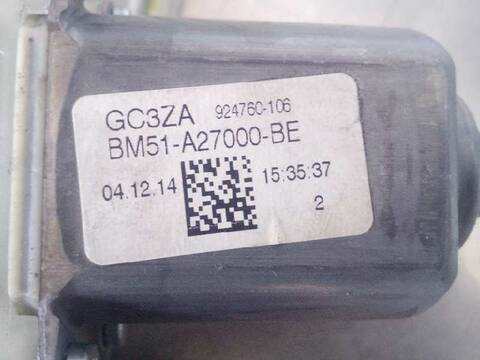 GC3ZA 924760-106
BM51-A27000-BE
04.12.14 15:35:37
2